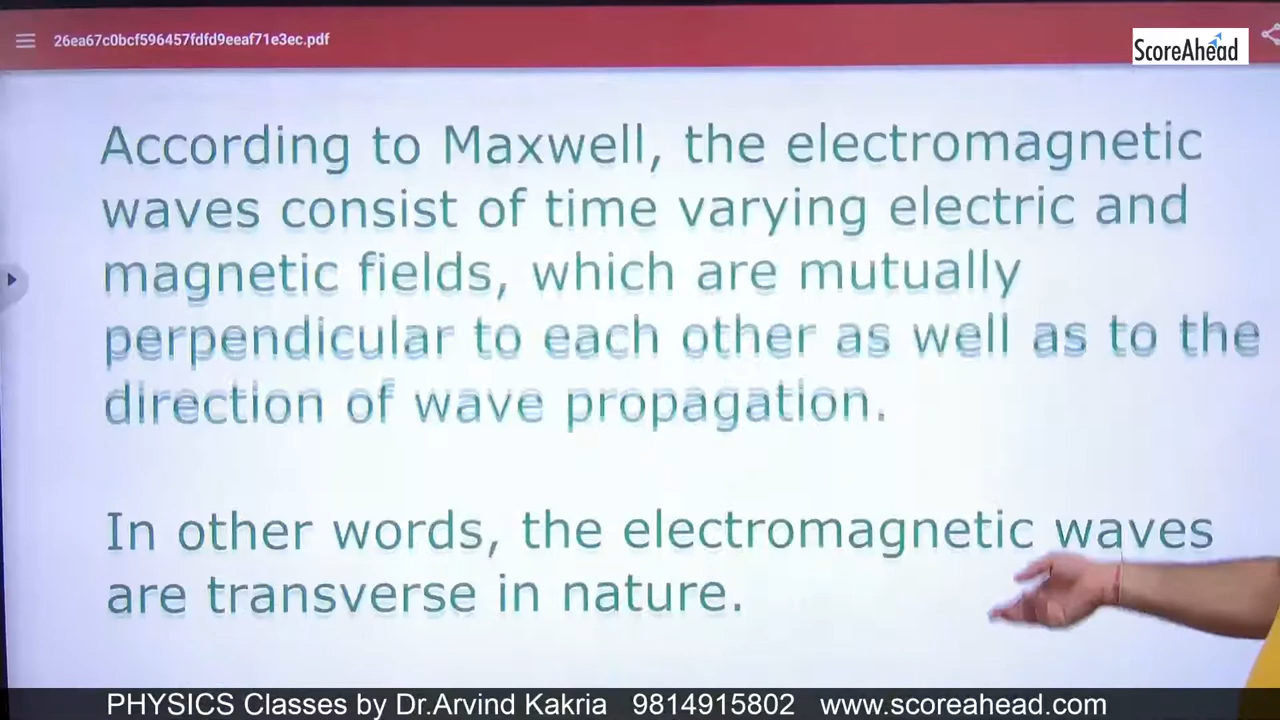 26ea67c0bcf596457fdfd9eeaf71e3ec.pdf
ScoreAhead
According to Maxwell, the electromagnetic
waves consist of time varying electric and
magnetic fields, which are mutually
perpendicular to each other as well as to the
direction of wave propagation.
In other words, the electromagnetic waves
are transverse in nature.
PHYSICS Classes by Dr.Arvind Kakria 9814915802 www.scoreahead.com